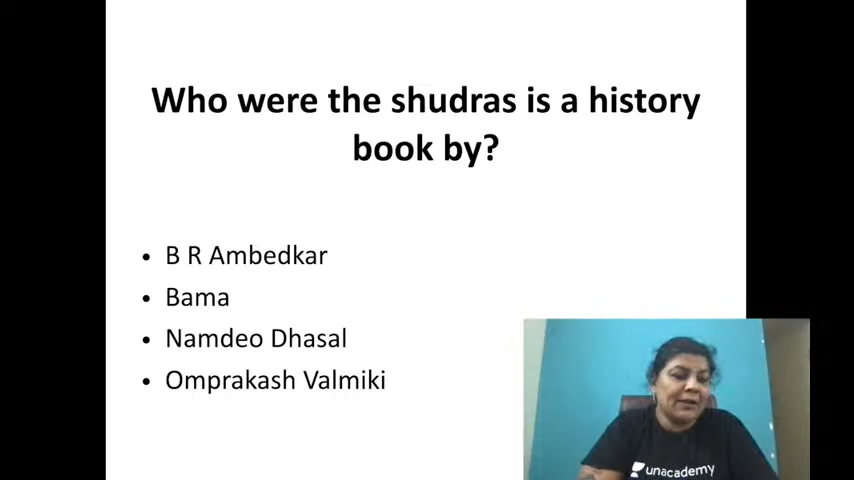 Who were the shudras is a history
book by?
• B R Ambedkar
• Bama
• Namdeo Dhasal
• Omprakash Valmiki
unacademy